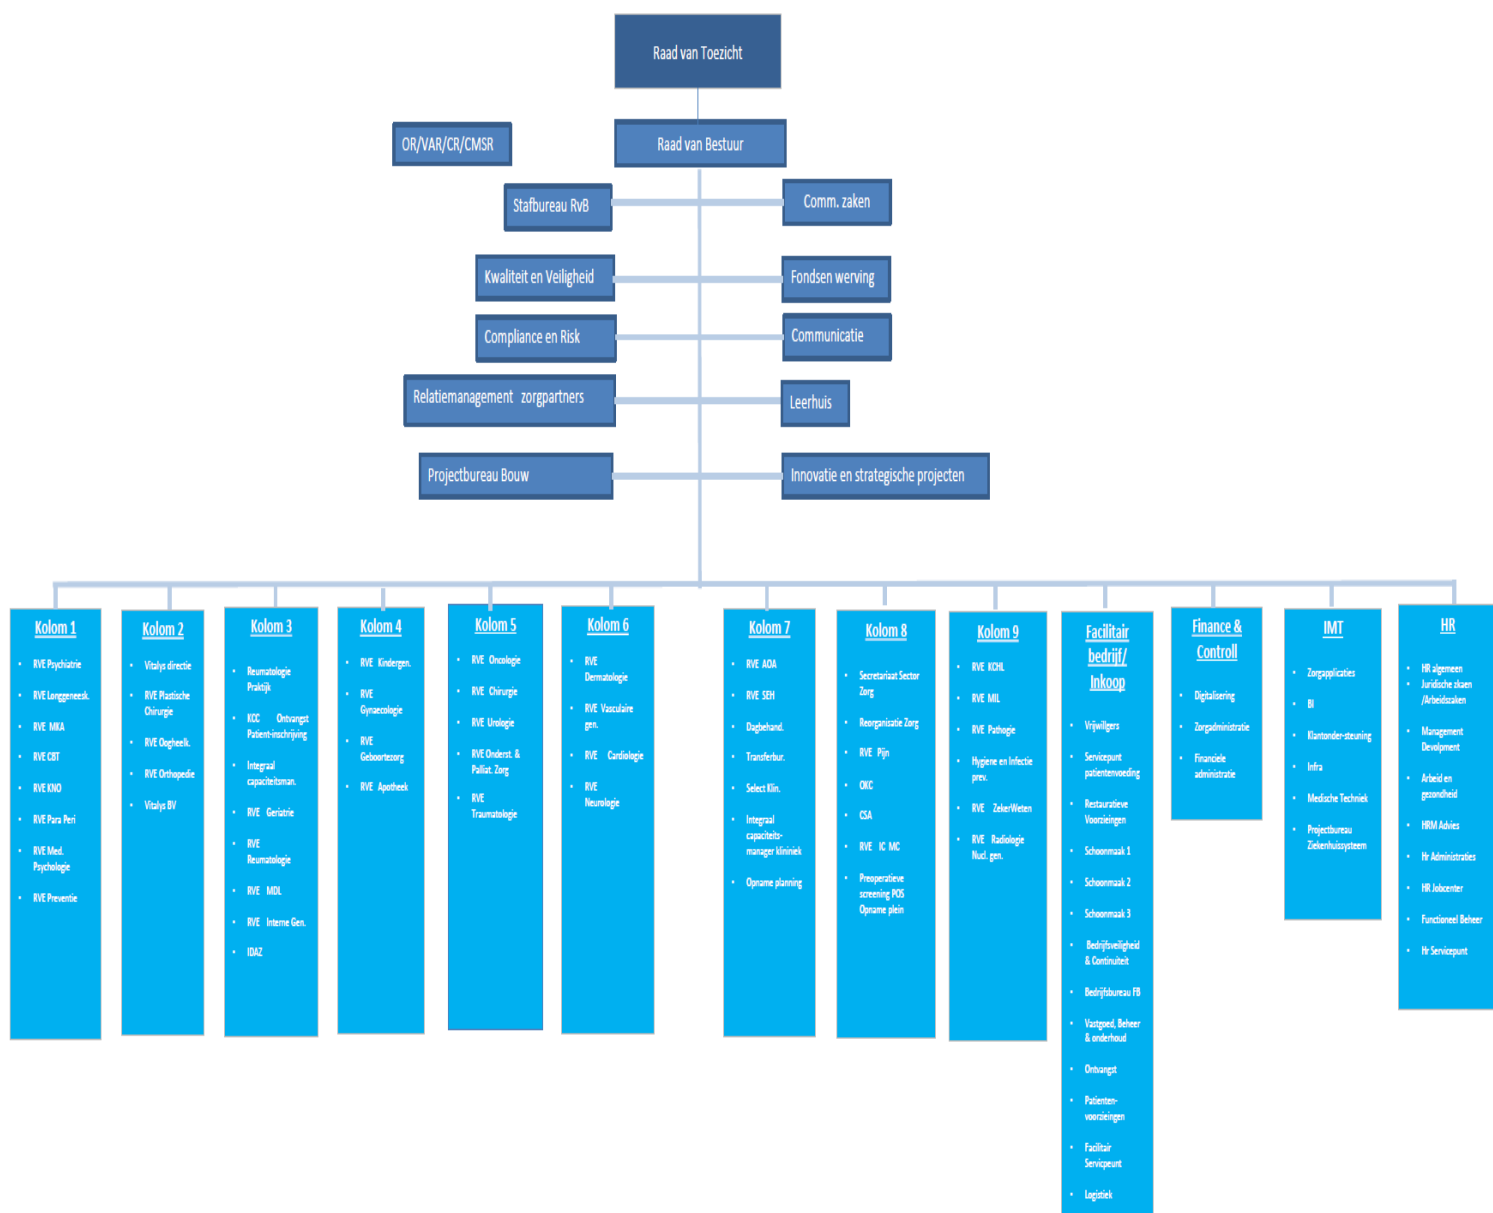 Raad van Toezicht
OR/VAR/CR/CMSR
Raad van Bestuur
Stafbureau RvB
Comm. zaken
Kwaliteit en Veiligheid
Fondsen werving
Compliance en Risk
Communicatie
Relatiemanagement zorgpartners
Leerhuis
Projectbureau Bouw
Innovatie en strategische projecten
Kolom 1
• RVE Psychiatrie
• RVE Longgeneesk.
• RVE MKA
• RVE CBT
• RVE KNO
• RVE Para Peri
• RVE Med.
Psychologie
• RVE Preventie
Kolom 2
• Vitalys directie
• RVE Plastische
Chirurgie
• RVE Oogheelk.
• RVE Orthopedie
• Vitalys BV
Kolom 3
• Reumatologie
Praktijk
• KCC Ontvangst
Patient-inschrijving
• Integraal
capaciteitsman.
• RVE Geriatrie
• RVE
Reumatologie
• RVE MDL
• RVE Interne Gen.
• IDAZ
Kolom 4
• RVE Kindergen.
• RVE
Gynaecologie
• RVE
Geboortezorg
• RVE Apotheek
Kolom 5
• RVE Oncologie
• RVE Chirurgie
• RVE Urologie
• RVE Onderst. &
Palliat. Zorg
• RVE
Traumatologie
Kolom 6
• RVE
Dermatologie
• RVE Vasculaire
gen.
• RVE Cardiologie
• RVE
Neurologie
Kolom 7
• RVE AOA
• RVE SEH
• Dagbehand.
• Transferbur.
• Select Klin.
• Integraal
capaciteits-
manager klininiek
• Opname planning
Kolom 8
• Secretariaat Sector
Zorg
• Reorganisatie Zorg
• RVE Pijn
• OKC
• CSA
• RVE IC MC
• Preoperatieve
screening POS
Opname plein
Kolom 9
• RVE KCHL
• RVE MIL
• RVE Pathogie
• Hygiene en Infectie
prev.
• RVE ZekerWeten
• RVE Radiologie
Nucl. gen.
Facilitair
bedrijf/
Inkoop
• Vrijwillgers
• Servicepunt
patientenvoeding
• Restauratieve
Voorzieingen
• Schoonmaak 1
• Schoonmaak 2
• Schoonmaak 3
• Bedrijfsveiligheid
& Continuiteit
• Bedrijfsbureau FB
• Vastgoed, Beheer
& onderhoud
• Ontvangst
• Patienten-
voorzieingen
• Facilitair
Servicpeunt
• Logistiek
Finance &
Controll
• Digitalisering
• Zorgadministratie
• Financiele
administratie
IMT
• Zorgapplicaties
• BI
• Klantonder-steuning
• Infra
• Medische Techniek
• Projectbureau
Ziekenhuissysteem
HR
• HR algemeen
• Juridische zkaen
/Arbeidszaken
• Management
Devolpment
• Arbeid en
gezondheid
• HRM Advies
• Hr Administraties
• HR Jobcenter
• Functioneel Beheer
• Hr Servicepunt